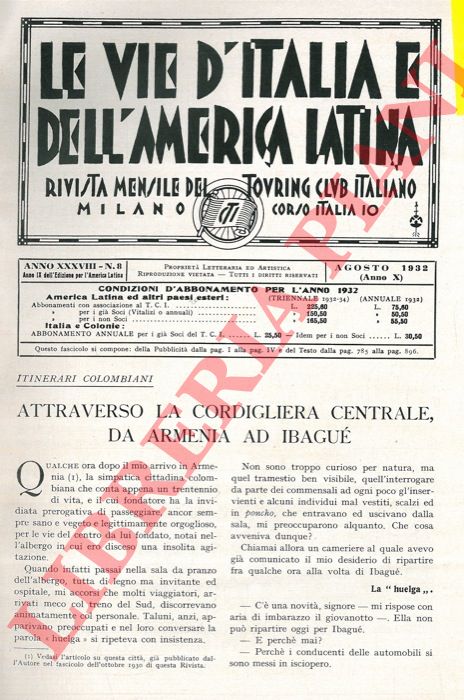 LE VIE D'ITALIA E
DELL'AMERICA LATINA
RIVISTA MENSILE DEL TOVRING CLVB ITALIANO
MILANO CORSO ITALIA 10
CTI
ANNO XXXVIII - N. 8
Anno IX dell'Edizione per l'America Latina
PROPRIETÀ LETTERARIA ED ARTISTICA
RIPRODUZIONE VIETATA — TUTTI I DIRITTI RISERVATI
AGOSTO 1932
(Anno X)
CONDIZIONI D'ABBONAMENTO PER L'ANNO 1932
America Latina ed altri paesi esteri: (TRIENNALE 1932-34) (ANNUALE 1932)
Abbonamenti con associazione al T. C. I. L. 225,60 L. 75,60
» per i già Soci (Vitalizi o annuali) » 150,50 » 50,50
» per i non Soci » 165,50 » 55,50
Italia e Colonie:
ABBONAMENTO ANNUALE per i già Soci del T. C. I. L. 25,50 Idem per i non Soci L. 30,50
Questo fascicolo si compone: della Pubblicità dalla pag. I alla pag. IV e del Testo dalla pag. 785 alla pag. 896.
ITINERARI COLOMBIANI
ATTRAVERSO LA CORDIGLIERA CENTRALE,
DA ARMENIA AD IBAGUÉ
QUALCHE ora dopo il mio arrivo in Arme-
nia (1), la simpatica cittadina colom-
biana che conta appena un trentennio
di vita, e il cui fondatore ha la invi-
diata prerogativa di passeggiare ancor sem-
pre sano e vegeto e legittimamente orgoglioso,
per le vie del centro da lui fondato, notai nel-
l'albergo in cui ero disceso una insolita agi-
tazione.
Quando infatti passai nella sala da pranzo
dell'albergo, tutta di legno ma invitante ed
ospitale, mi accorsi che molti viaggiatori, ar-
rivati meco col treno del Sud, discorrevano
animatamente col personale. Taluni, anzi, ap-
parivano preoccupati e nel loro conversare la
parola « huelga » si ripeteva con insistenza.
(1) Vedasi l'articolo su questa città, già pubblicato dal-
l'Autore nel fascicolo dell'ottobre 1930 di questa Rivista.
Non sono troppo curioso per natura, ma
quel tramestio ben visibile, quell'interrogare
da parte dei commensali ad ogni poco gl'inser-
vienti e alcuni individui mal vestiti, scalzi ed
in poncho, che entravano ed uscivano dalla
sala, mi preoccuparono alquanto. Che cosa
avveniva dunque?
Chiamai allora un cameriere al quale avevo
già comunicato il mio desiderio di ripartire
fra qualche ora alla volta di Ibagué.
La " huelga ".
— C'è una novità, signore — mi rispose con
aria di imbarazzo il giovanotto —. Ella non
può ripartire oggi per Ibagué.
— E perchè mai?
— Perchè i conducenti delle automobili si
sono messi in isciopero.
LIBRERIA PIANI